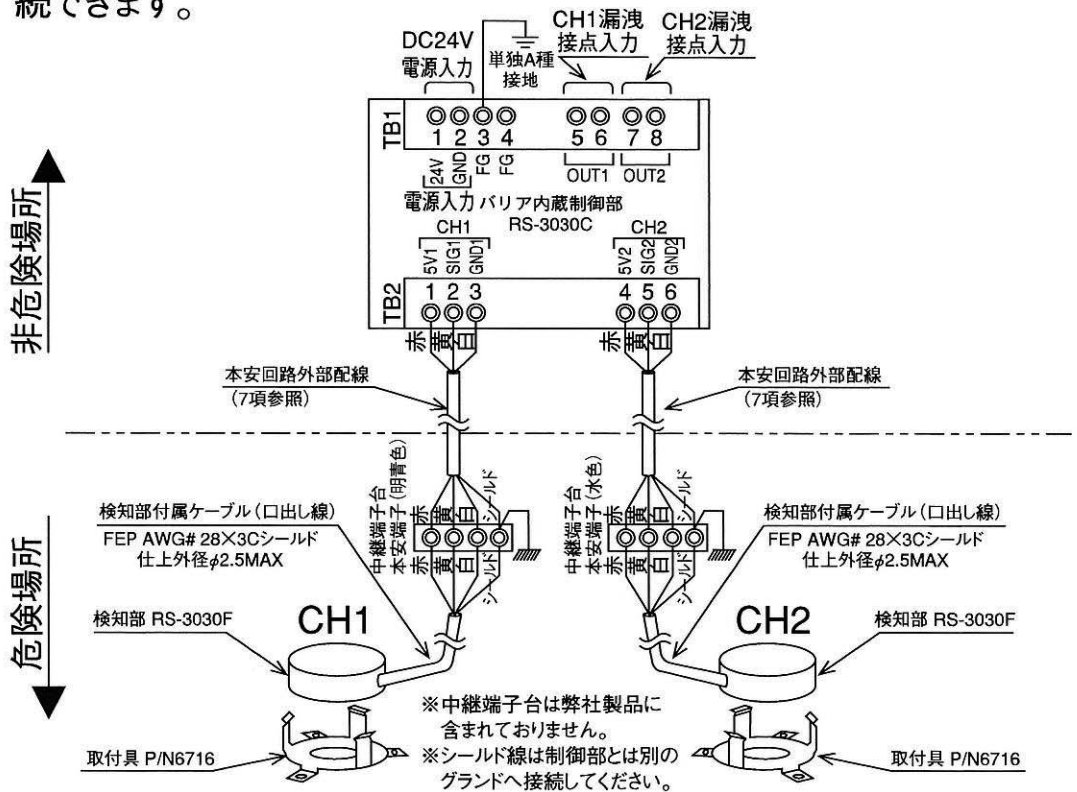 続できます。
DC24V
電源入力
単独A種
接地
CH1漏洩
接点入力
CH2漏洩
接点入力
TB1
1 2 3 4 5 6 7 8
24V
GND
FG
FG
OUT1 OUT2
電源入力 バリア内蔵制御部
RS-3030C
CH1
CH2
5V1
SIG1
GND1
5V2
SIG2
GND2
TB2
1 2 3 4 5 6
赤 黄 白
赤 黄 白
非危険場所
本安回路外部配線
(7項参照)
本安回路外部配線
(7項参照)
危険場所
中継端子台
本安端子(明青色)
赤 黄 白 シールド
赤 黄 白 シールド
中継端子台
本安端子(水色)
赤 黄 白 シールド
赤 黄 白 シールド
検知部付属ケーブル(口出し線)
FEP AWG# 28×3Cシールド
仕上外径φ2.5MAX
検知部付属ケーブル(口出し線)
FEP AWG# 28×3Cシールド
仕上外径φ2.5MAX
検知部 RS-3030F
CH1
CH2
検知部 RS-3030F
※中継端子台は弊社製品に
含まれておりません。
※シールド線は制御部とは別の
グランドへ接続してください。
取付具 P/N6716
取付具 P/N6716